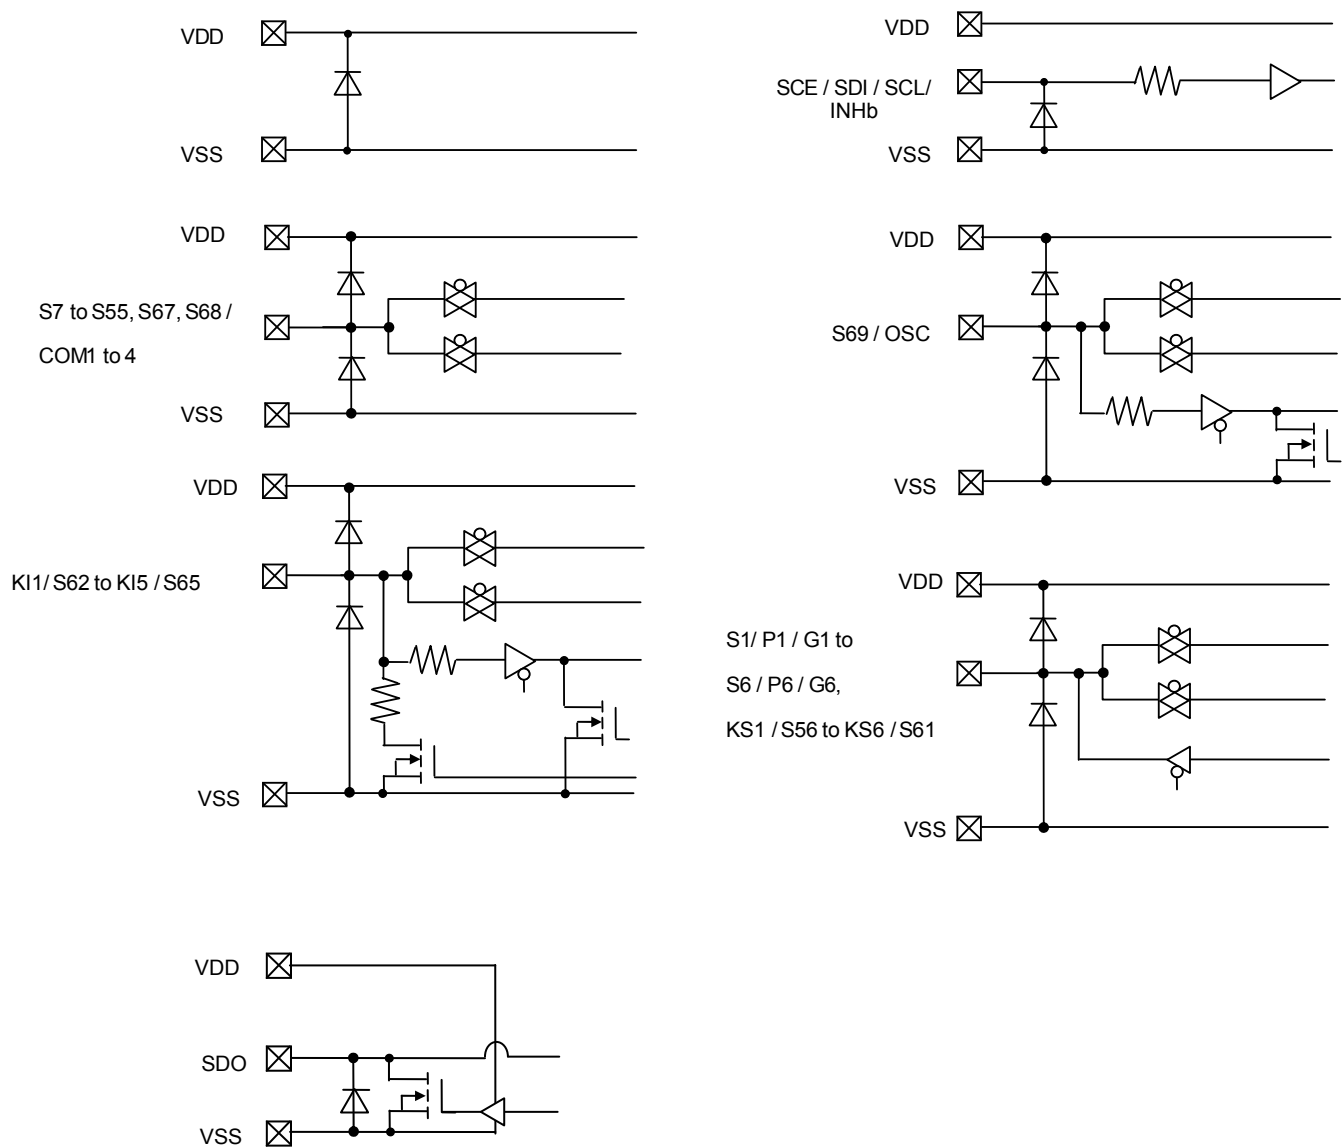 VDD
VSS
VDD
S7 to S55, S67, S68 /
COM1 to 4
VSS
VDD
KI1/ S62 to KI5 / S65
VSS
VDD
SDO
VSS
VDD
SCE / SDI / SCL/
INHb
VSS
VDD
S69 / OSC
VSS
VDD
S1/ P1 / G1 to
S6 / P6 / G6,
KS1 / S56 to KS6 / S61
VSS